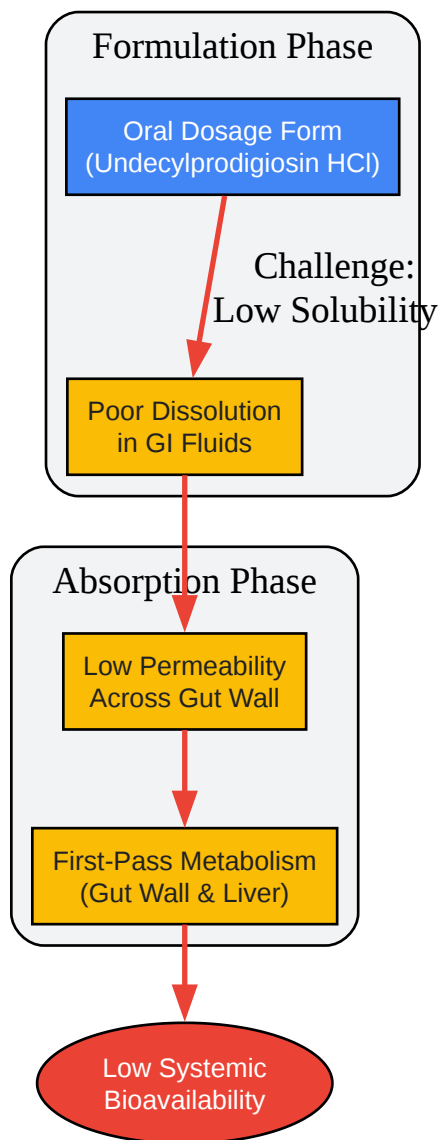 Formulation Phase
Oral Dosage Form
(Undecylprodigiosin HCl)
Challenge:
Low Solubility
Poor Dissolution
in GI Fluids
Absorption Phase
Low Permeability
Across Gut Wall
First-Pass Metabolism
(Gut Wall & Liver)
Low Systemic
Bioavailability